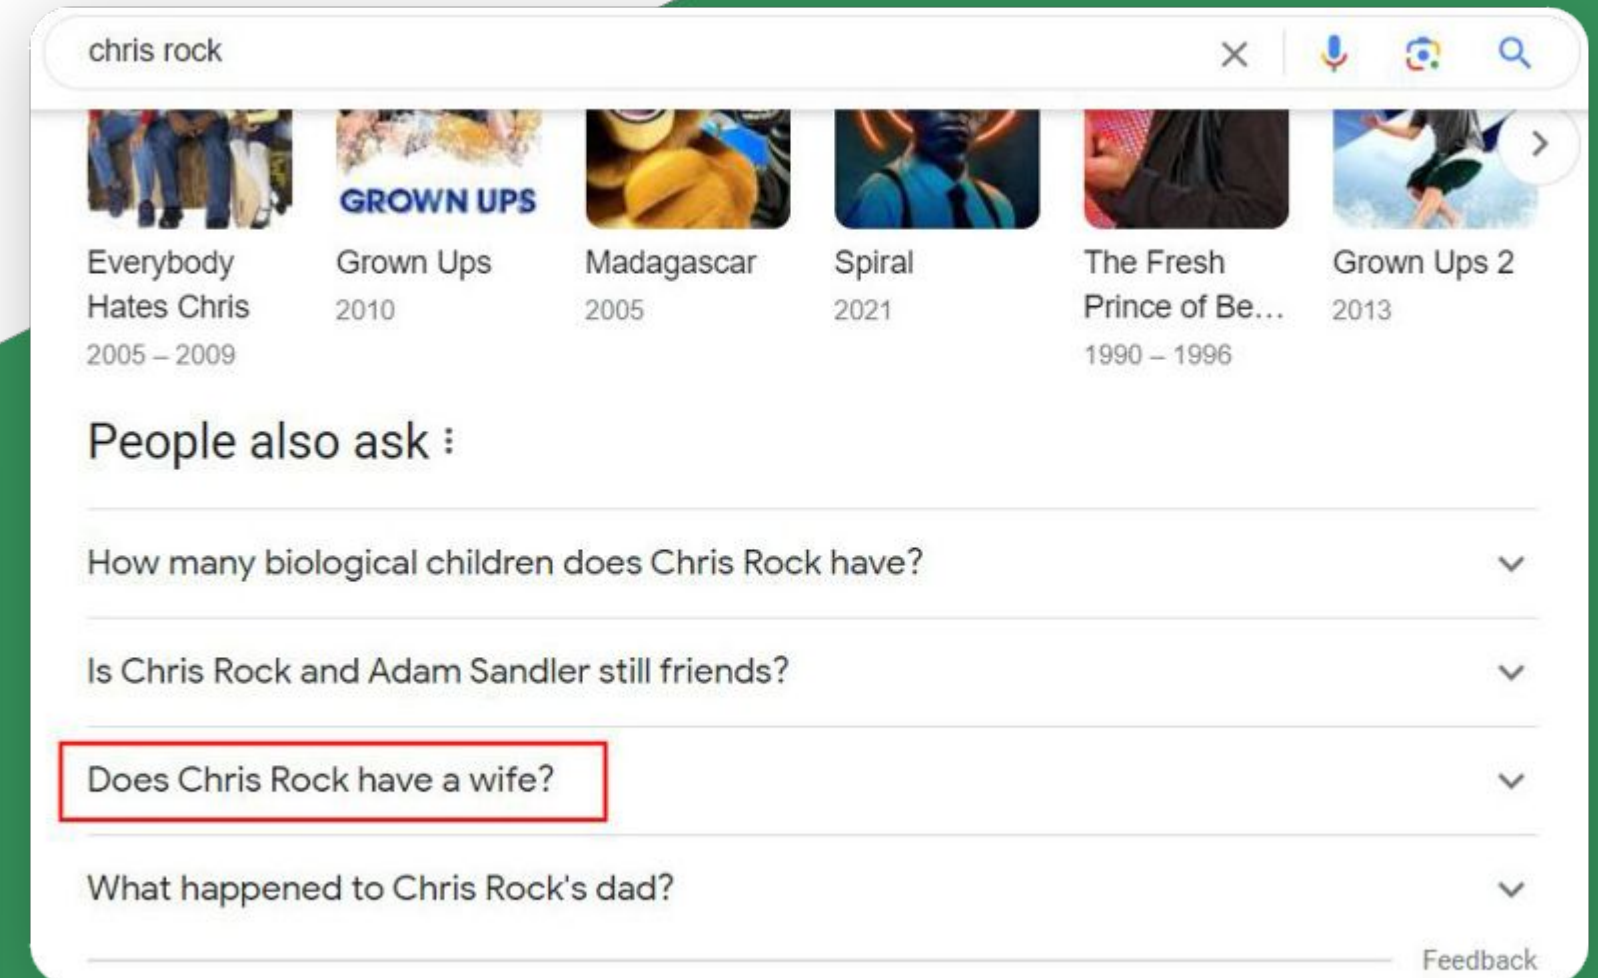 chris rock
GROWN UPS
Everybody
Hates Chris
2005 – 2009
Grown Ups
2010
Madagascar
2005
Spiral
2021
The Fresh
Prince of Be...
1990 – 1996
Grown Ups 2
2013
People also ask
How many biological children does Chris Rock have?
Is Chris Rock and Adam Sandler still friends?
Does Chris Rock have a wife?
What happened to Chris Rock's dad?
Feedback